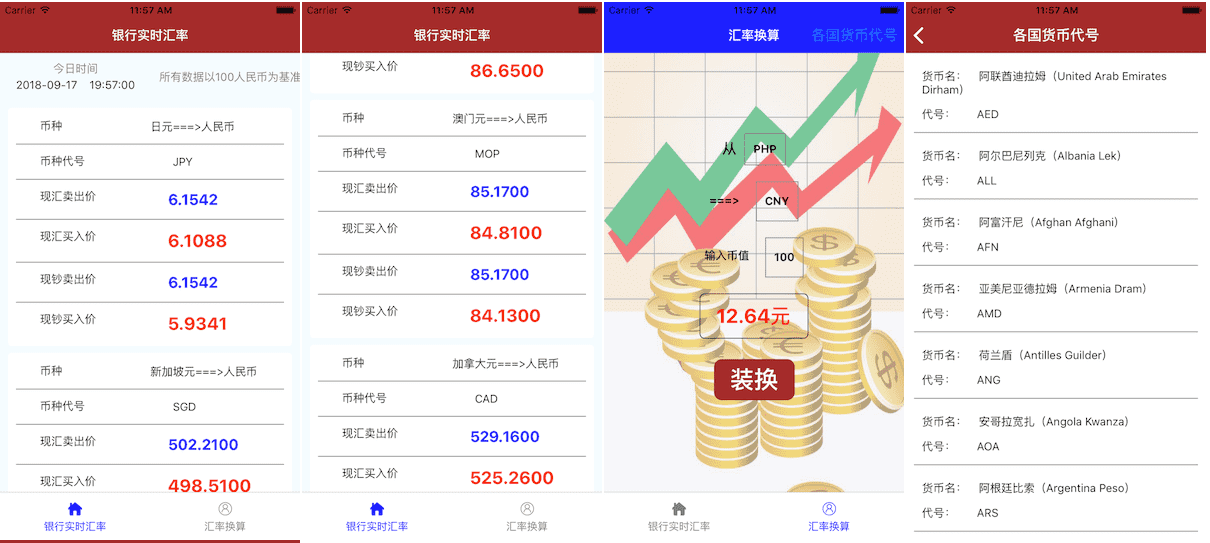 Carrier 11:57 AM
银行实时汇率
今日时间
2018-09-17 19:57:00
所有数据以100人民币为基准
币种 日元===>人民币
币种代号 JPY
现汇卖出价 6.1542
现汇买入价 6.1088
现钞卖出价 6.1542
现钞买入价 5.9341
币种 新加坡元===>人民币
币种代号 SGD
现汇卖出价 502.2100
现汇买入价 498.5100
银行实时汇率 汇率换算
Carrier 11:57 AM
银行实时汇率
现钞买入价 86.6500
币种 澳门元===>人民币
币种代号 MOP
现汇卖出价 85.1700
现汇买入价 84.8100
现钞卖出价 85.1700
现钞买入价 84.1300
币种 加拿大元===>人民币
币种代号 CAD
现汇卖出价 529.1600
现汇买入价 525.2600
银行实时汇率 汇率换算
Carrier 11:57 AM
汇率换算 各国货币代号
从 PHP
===> CNY
输入币值 100
12.64元
装换
银行实时汇率 汇率换算
Carrier 11:57 AM
各国货币代号
货币名： 阿联酋迪拉姆（United Arab Emirates
Dirham）
代号： AED
货币名： 阿尔巴尼列克（Albania Lek）
代号： ALL
货币名： 阿富汗尼（Afghan Afghani）
代号： AFN
货币名： 亚美尼亚德拉姆（Armenia Dram）
代号： AMD
货币名： 荷兰盾（Antilles Guilder）
代号： ANG
货币名： 安哥拉宽扎（Angola Kwanza）
代号： AOA
货币名： 阿根廷比索（Argentina Peso）
代号： ARS